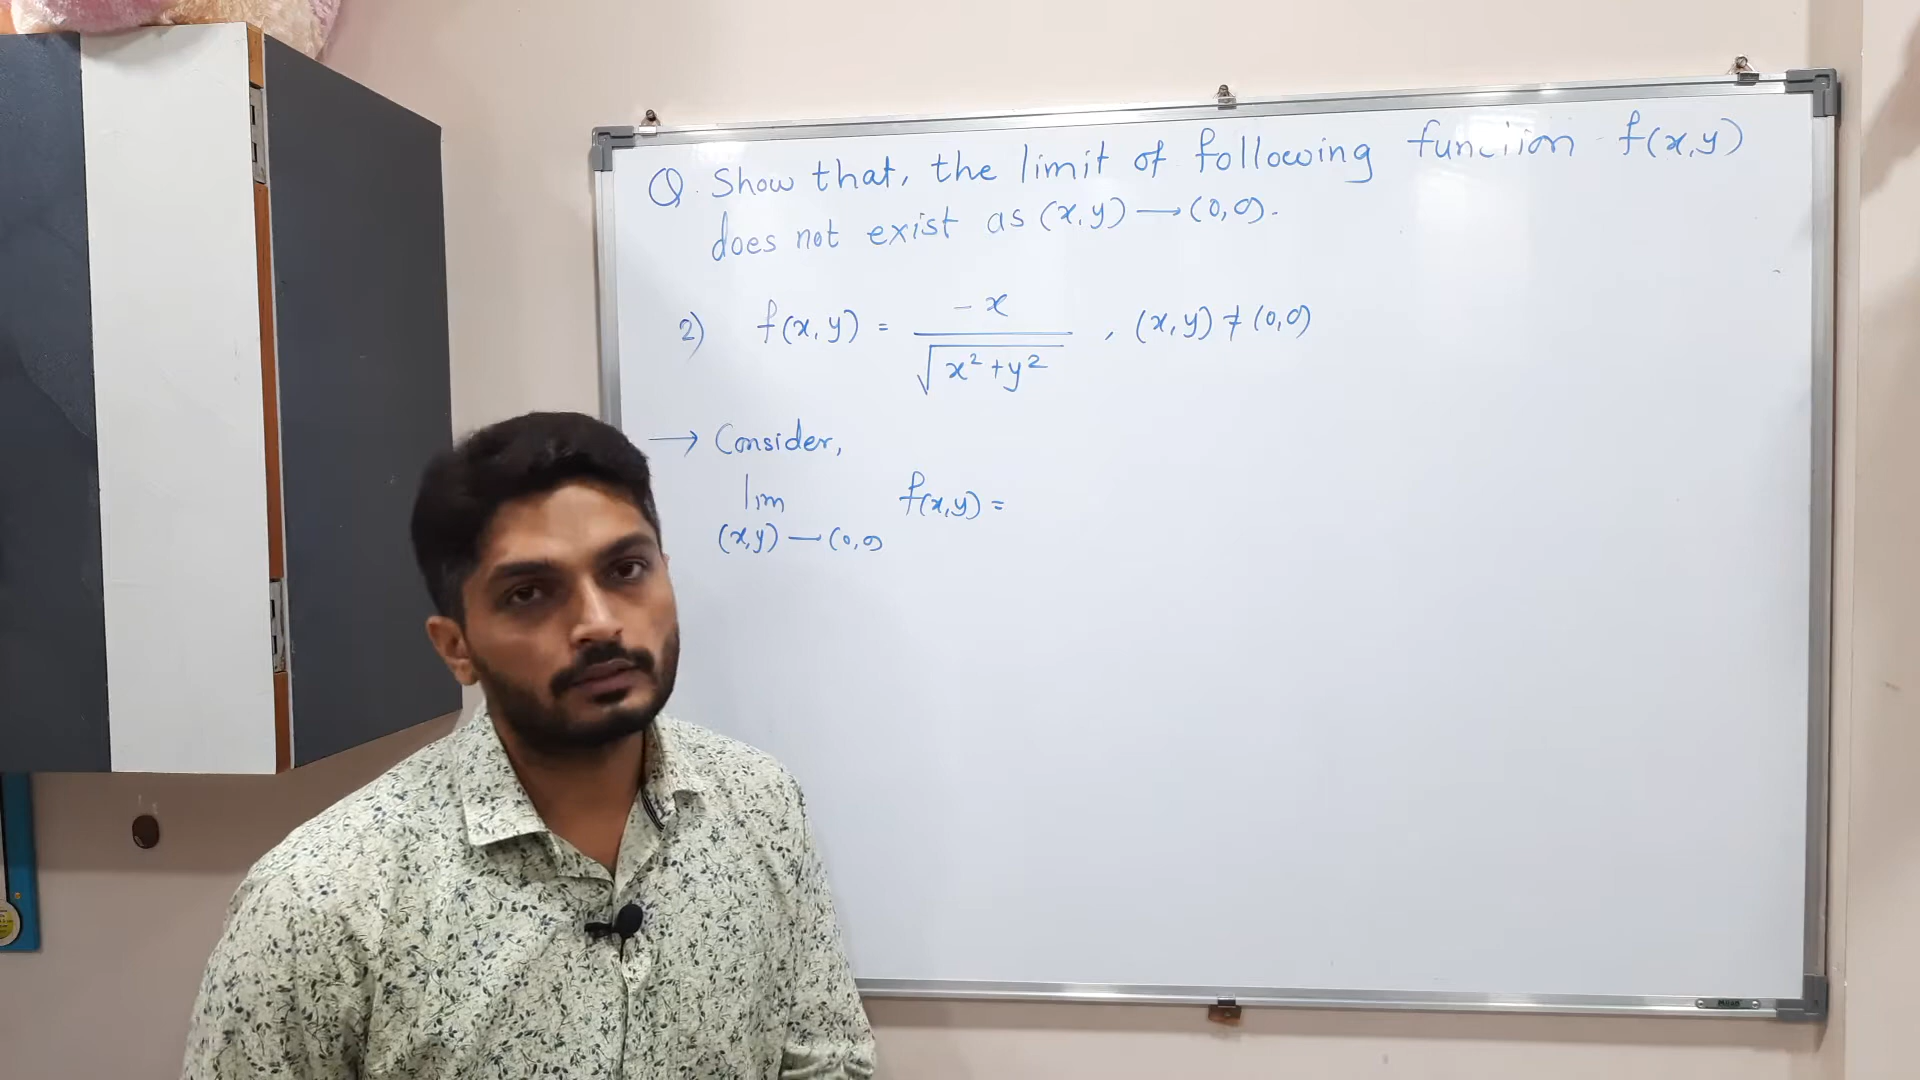 Q. Show that, the limit of following function f(x,y)
does not exist as (x,y) → (0,0).
2) f(x,y) = -x / √(x²+y²) , (x,y) ≠ (0,0)
→ Consider,
lim f(x,y) =
(x,y) → (0,0)